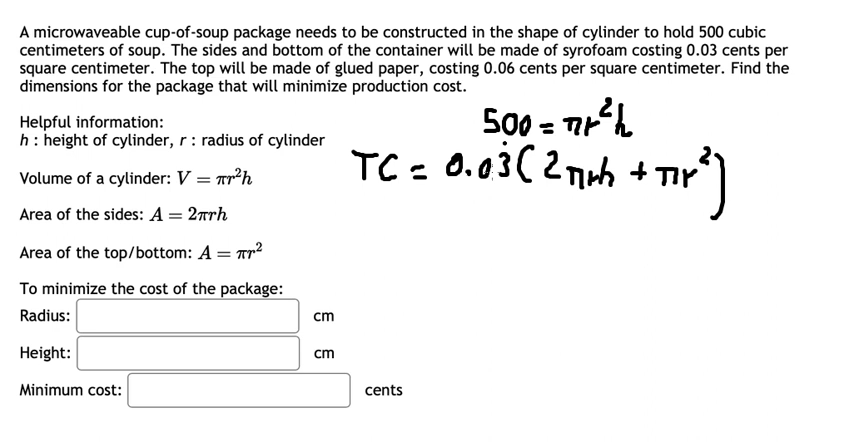 A microwaveable cup-of-soup package needs to be constructed in the shape of cylinder to hold 500 cubic
centimeters of soup. The sides and bottom of the container will be made of syrofoam costing 0.03 cents per
square centimeter. The top will be made of glued paper, costing 0.06 cents per square centimeter. Find the
dimensions for the package that will minimize production cost.
Helpful information:
h : height of cylinder, r : radius of cylinder
500 = πr²h
TC = 0.03(2πrh + πr²)
Volume of a cylinder: V = πr²h
Area of the sides: A = 2πrh
Area of the top/bottom: A = πr²
To minimize the cost of the package:
Radius: cm
Height: cm
Minimum cost: cents